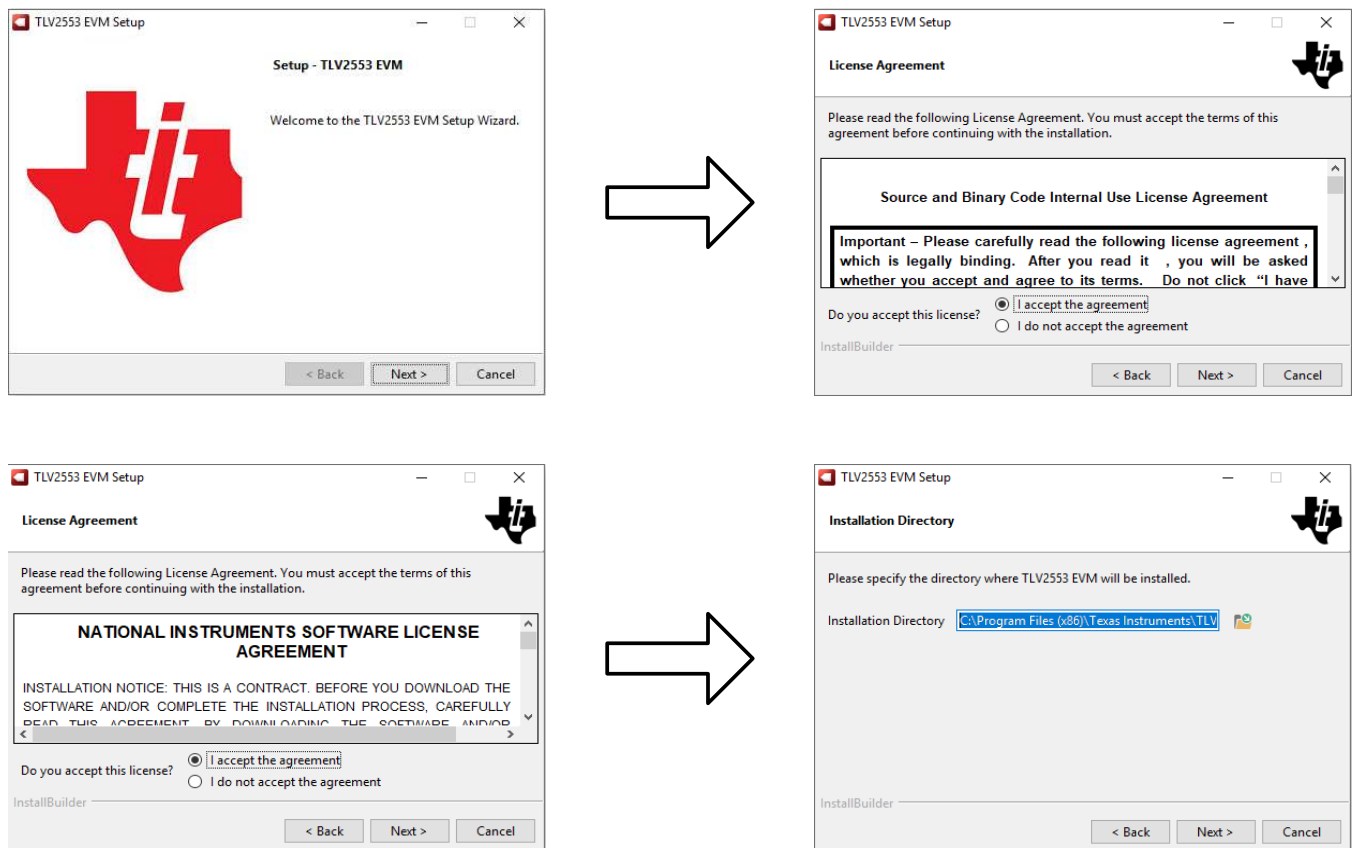 TLV2553 EVM Setup
Setup - TLV2553 EVM
Welcome to the TLV2553 EVM Setup Wizard.
< Back Next > Cancel
TLV2553 EVM Setup
License Agreement
Please read the following License Agreement. You must accept the terms of this
agreement before continuing with the installation.
Source and Binary Code Internal Use License Agreement
Important – Please carefully read the following license agreement ,
which is legally binding. After you read it , you will be asked
whether you accept and agree to its terms. Do not click “I have
Do you accept this license?
I accept the agreement
I do not accept the agreement
InstallBuilder
< Back Next > Cancel
TLV2553 EVM Setup
License Agreement
Please read the following License Agreement. You must accept the terms of this
agreement before continuing with the installation.
NATIONAL INSTRUMENTS SOFTWARE LICENSE
AGREEMENT
INSTALLATION NOTICE: THIS IS A CONTRACT. BEFORE YOU DOWNLOAD THE
SOFTWARE AND/OR COMPLETE THE INSTALLATION PROCESS, CAREFULLY
READ THIS AGREEMENT. BY DOWNLOADING THE SOFTWARE AND/OR
Do you accept this license?
I accept the agreement
I do not accept the agreement
InstallBuilder
< Back Next > Cancel
TLV2553 EVM Setup
Installation Directory
Please specify the directory where TLV2553 EVM will be installed.
Installation Directory C:\Program Files (x86)\Texas Instruments\TLV
InstallBuilder
< Back Next > Cancel